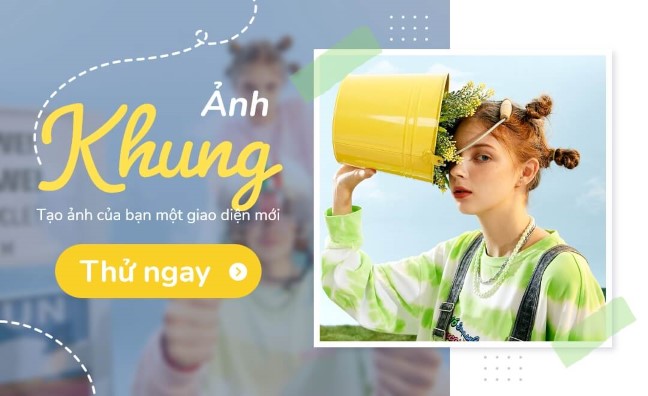 Ảnh
Khung
Tạo ảnh của bạn một giao diện mới
Thử ngay